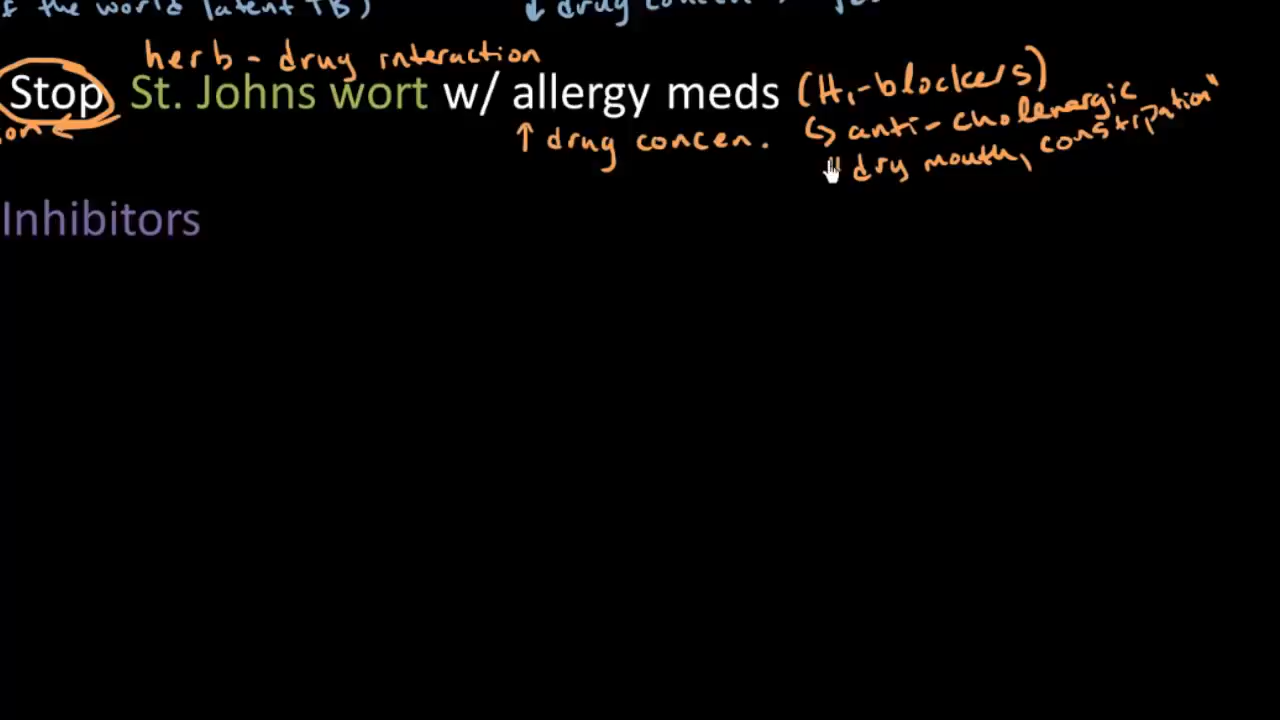 f the world latent TB)
↓ drug concen
herb - drug interaction
Stop St. Johns wort w/ allergy meds (H₁-blockers)
↑ drug concen.
↳ anti-cholenergic
"dry mouth, constipation"
Inhibitors